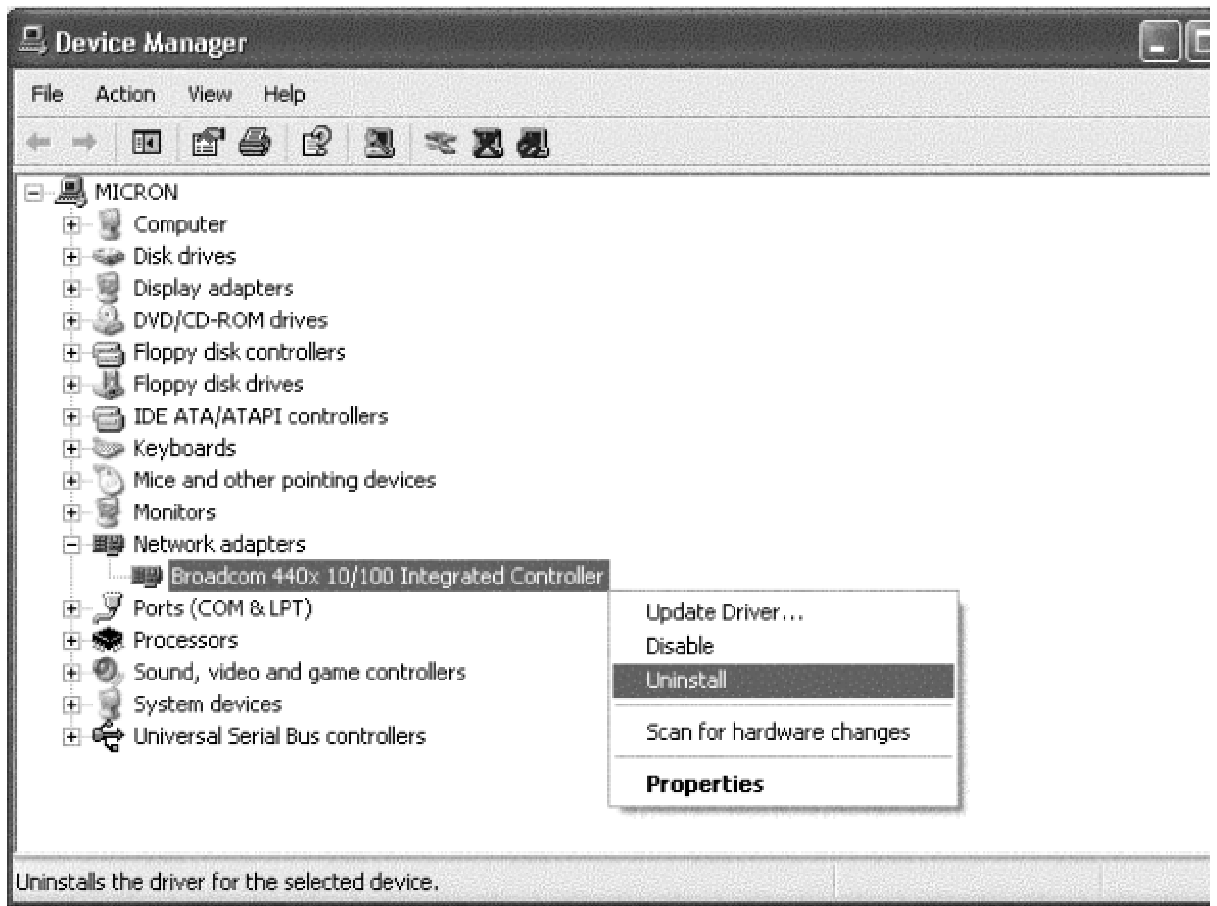 Device Manager
File Action View Help
MICRON
Computer
Disk drives
Display adapters
DVD/CD-ROM drives
Floppy disk controllers
Floppy disk drives
IDE ATA/ATAPI controllers
Keyboards
Mice and other pointing devices
Monitors
Network adapters
Broadcom 440x 10/100 Integrated Controller
Ports (COM & LPT)
Processors
Sound, video and game controllers
System devices
Universal Serial Bus controllers
Update Driver...
Disable
Uninstall
Scan for hardware changes
Properties
Uninstalls the driver for the selected device.